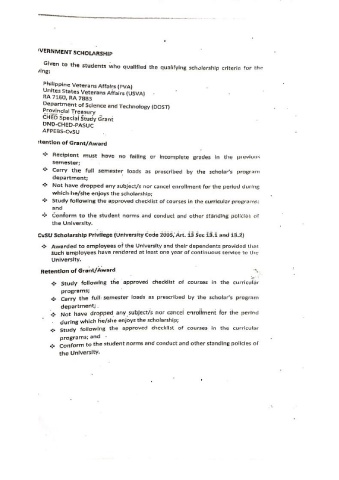 VERNMENT SCHOLARSHIP
Given to the students who qualified the qualifying scholarship criteria for the
ing:
Philippine Veterans Affairs (PVA)
Unites States Veterans Affairs (USVA)
RA 7160, RA 7883
Department of Science and Technology (DOST)
Provincial Treasury
CHED Special Study Grant
DND-CHED-PASUC
APPEBS-CvSU
tention of Grant/Award
❖ Recipient must have no failing or incomplete grades in the previous
semester;
❖ Carry the full semester loads as prescribed by the scholar's program
department;
❖ Not have dropped any subject/s nor cancel enrollment for the period during
which he/she enjoys the scholarship;
❖ Study following the approved checklist of courses in the curricular programs;
and
❖ Conform to the student norms and conduct and other standing policies of
the University.
CvSU Scholarship Privilege (University Code 2005, Art. 13 Sec 13.1 and 13.2)
❖ Awarded to employees of the University and their dependents provided that
such employees have rendered at least one year of continuous service to the
University.
Retention of Grant/Award
❖ Study following the approved checklist of courses in the curricular
programs;
❖ Carry the full semester loads as prescribed by the scholar's program
department;
❖ Not have dropped any subject/s nor cancel enrollment for the period
during which he/she enjoys the scholarship;
❖ Study following the approved checklist of courses in the curricular
programs; and
❖ Conform to the student norms and conduct and other standing policies of
the University.